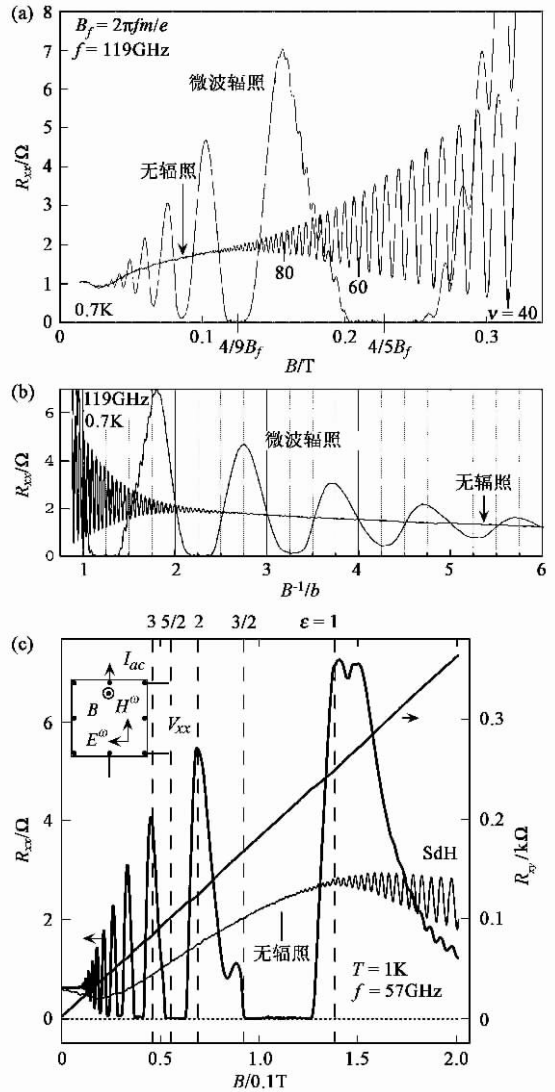 (a)
B_f = 2πfm/e
f = 119GHz
微波辐照
无辐照
0.7K
80
60
ν = 40
R_xx/Ω
8
7
6
5
4
3
2
1
0
0 0.1 0.2 0.3
4/9B_f 4/5B_f
B/T
(b)
119GHz
0.7K
微波辐照
无辐照
R_xx/Ω
6
4
2
0
1 2 3 4 5 6
B⁻¹/b
3 5/2 2 3/2 ε = 1
(c)
I_ac
B H^ω
E^ω
V_xx
SdH
无辐照
T = 1K
f = 57GHz
R_xx/Ω
6
4
2
0
R_xy/kΩ
0.3
0.2
0.1
0
0 0.5 1.0 1.5 2.0
B/0.1T